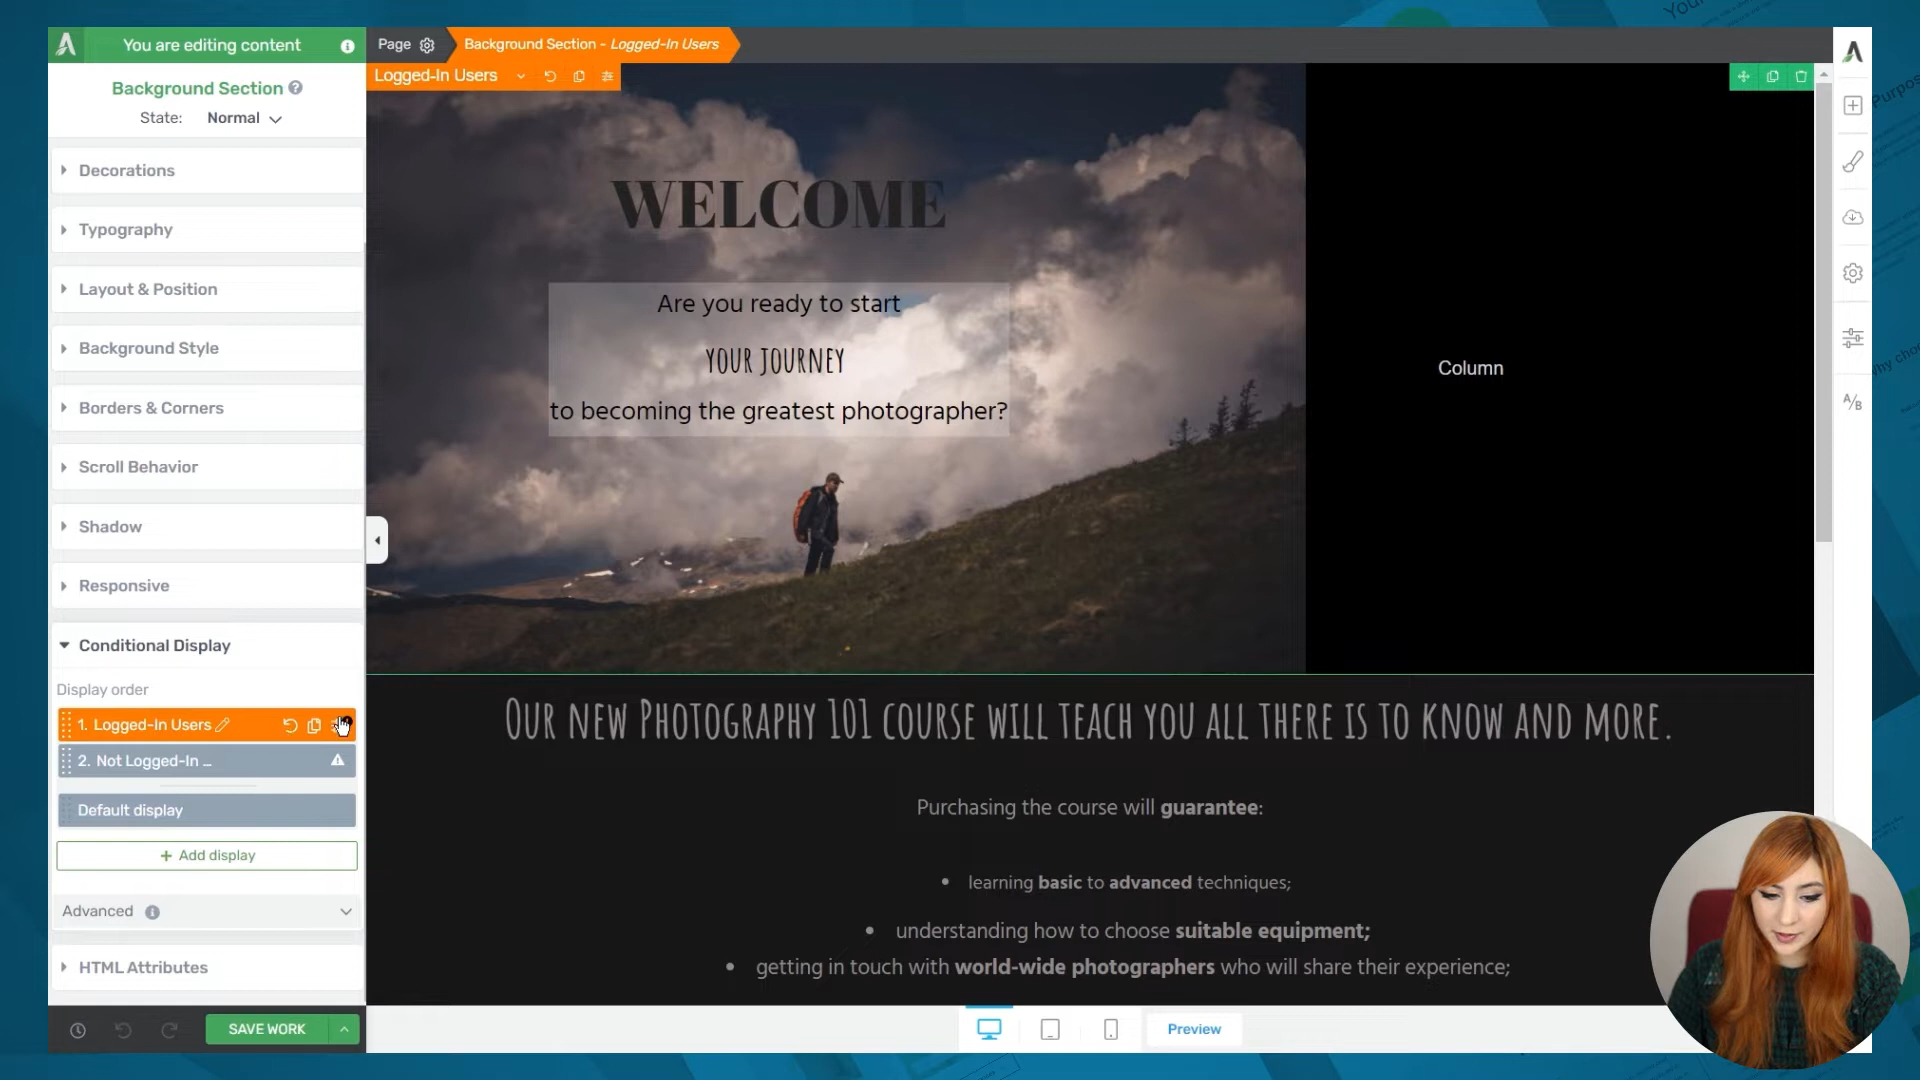 You are editing content
Page
Background Section - Logged-In Users
Logged-In Users
Background Section
State: Normal
Decorations
Typography
Layout & Position
Background Style
Borders & Corners
Scroll Behavior
Shadow
Responsive
Conditional Display
Display order
1. Logged-In Users
2. Not Logged-In ...
Default display
+ Add display
Advanced
HTML Attributes
SAVE WORK
WELCOME
Are you ready to start
YOUR JOURNEY
to becoming the greatest photographer?
Column
OUR NEW PHOTOGRAPHY 101 COURSE WILL TEACH YOU ALL THERE IS TO KNOW AND MORE.
Purchasing the course will guarantee:
• learning basic to advanced techniques;
• understanding how to choose suitable equipment;
• getting in touch with world-wide photographers who will share their experience;
Preview
A/B
Your
Purpos
Why choo